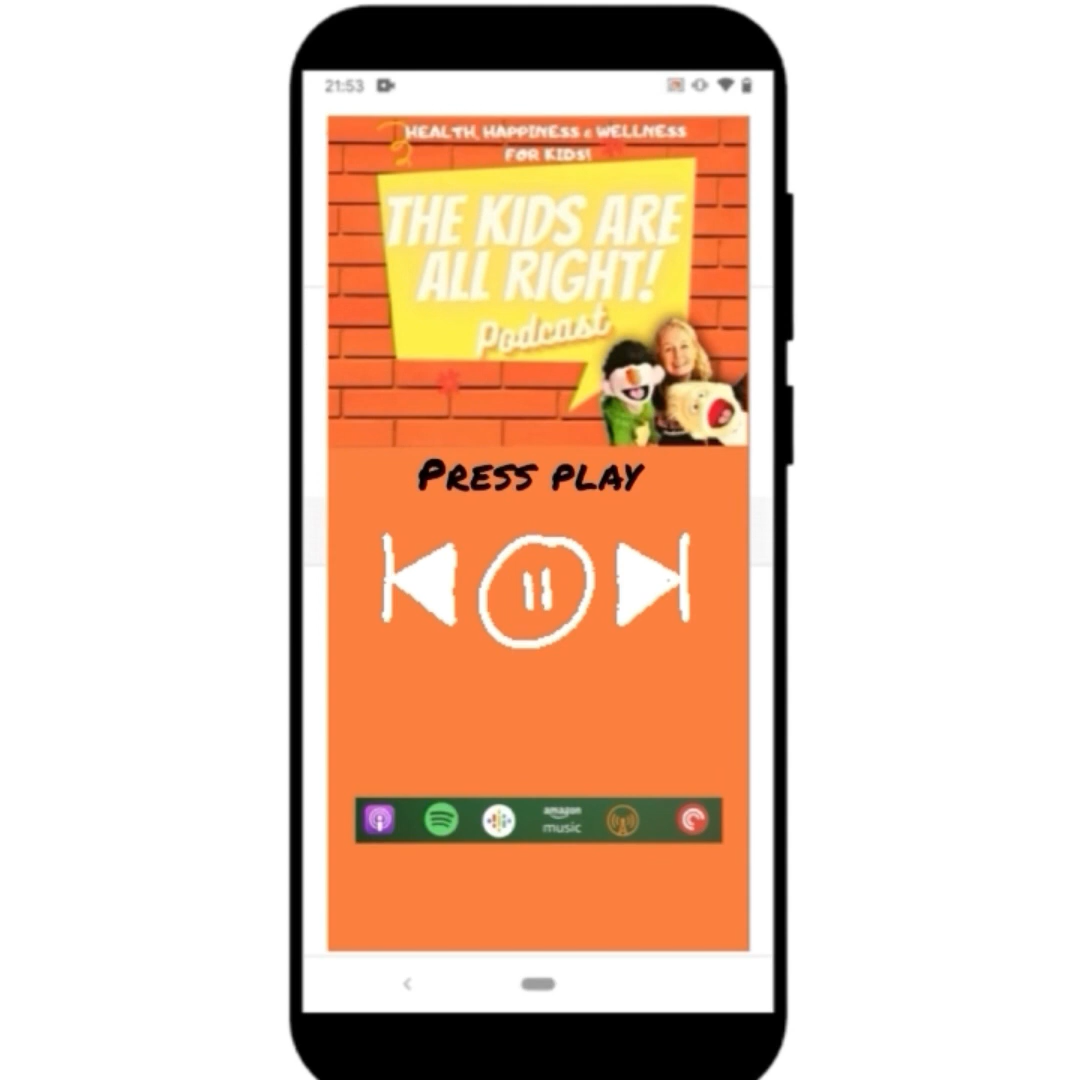 21:53
HEALTH, HAPPINESS & WELLNESS
FOR KIDS!
THE KIDS ARE
ALL RIGHT!
Podcast
PRESS PLAY
amazon
music